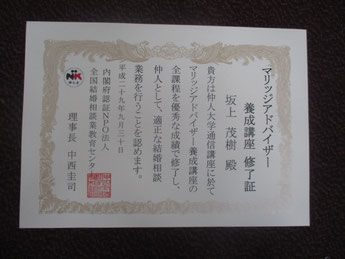 マリッジアドバイザー
養成講座 修了証
坂上 茂樹 殿
貴方は仲人大学通信講座に於て
マリッジアドバイザー養成講座の
全課程を優秀な成績で修了し、
仲人として、適正な結婚相談
業務を行うことを認めます。
平成二十九年九月三十日
内閣府認証NPO法人
全国結婚相談業教育センター
理事長 中西圭司